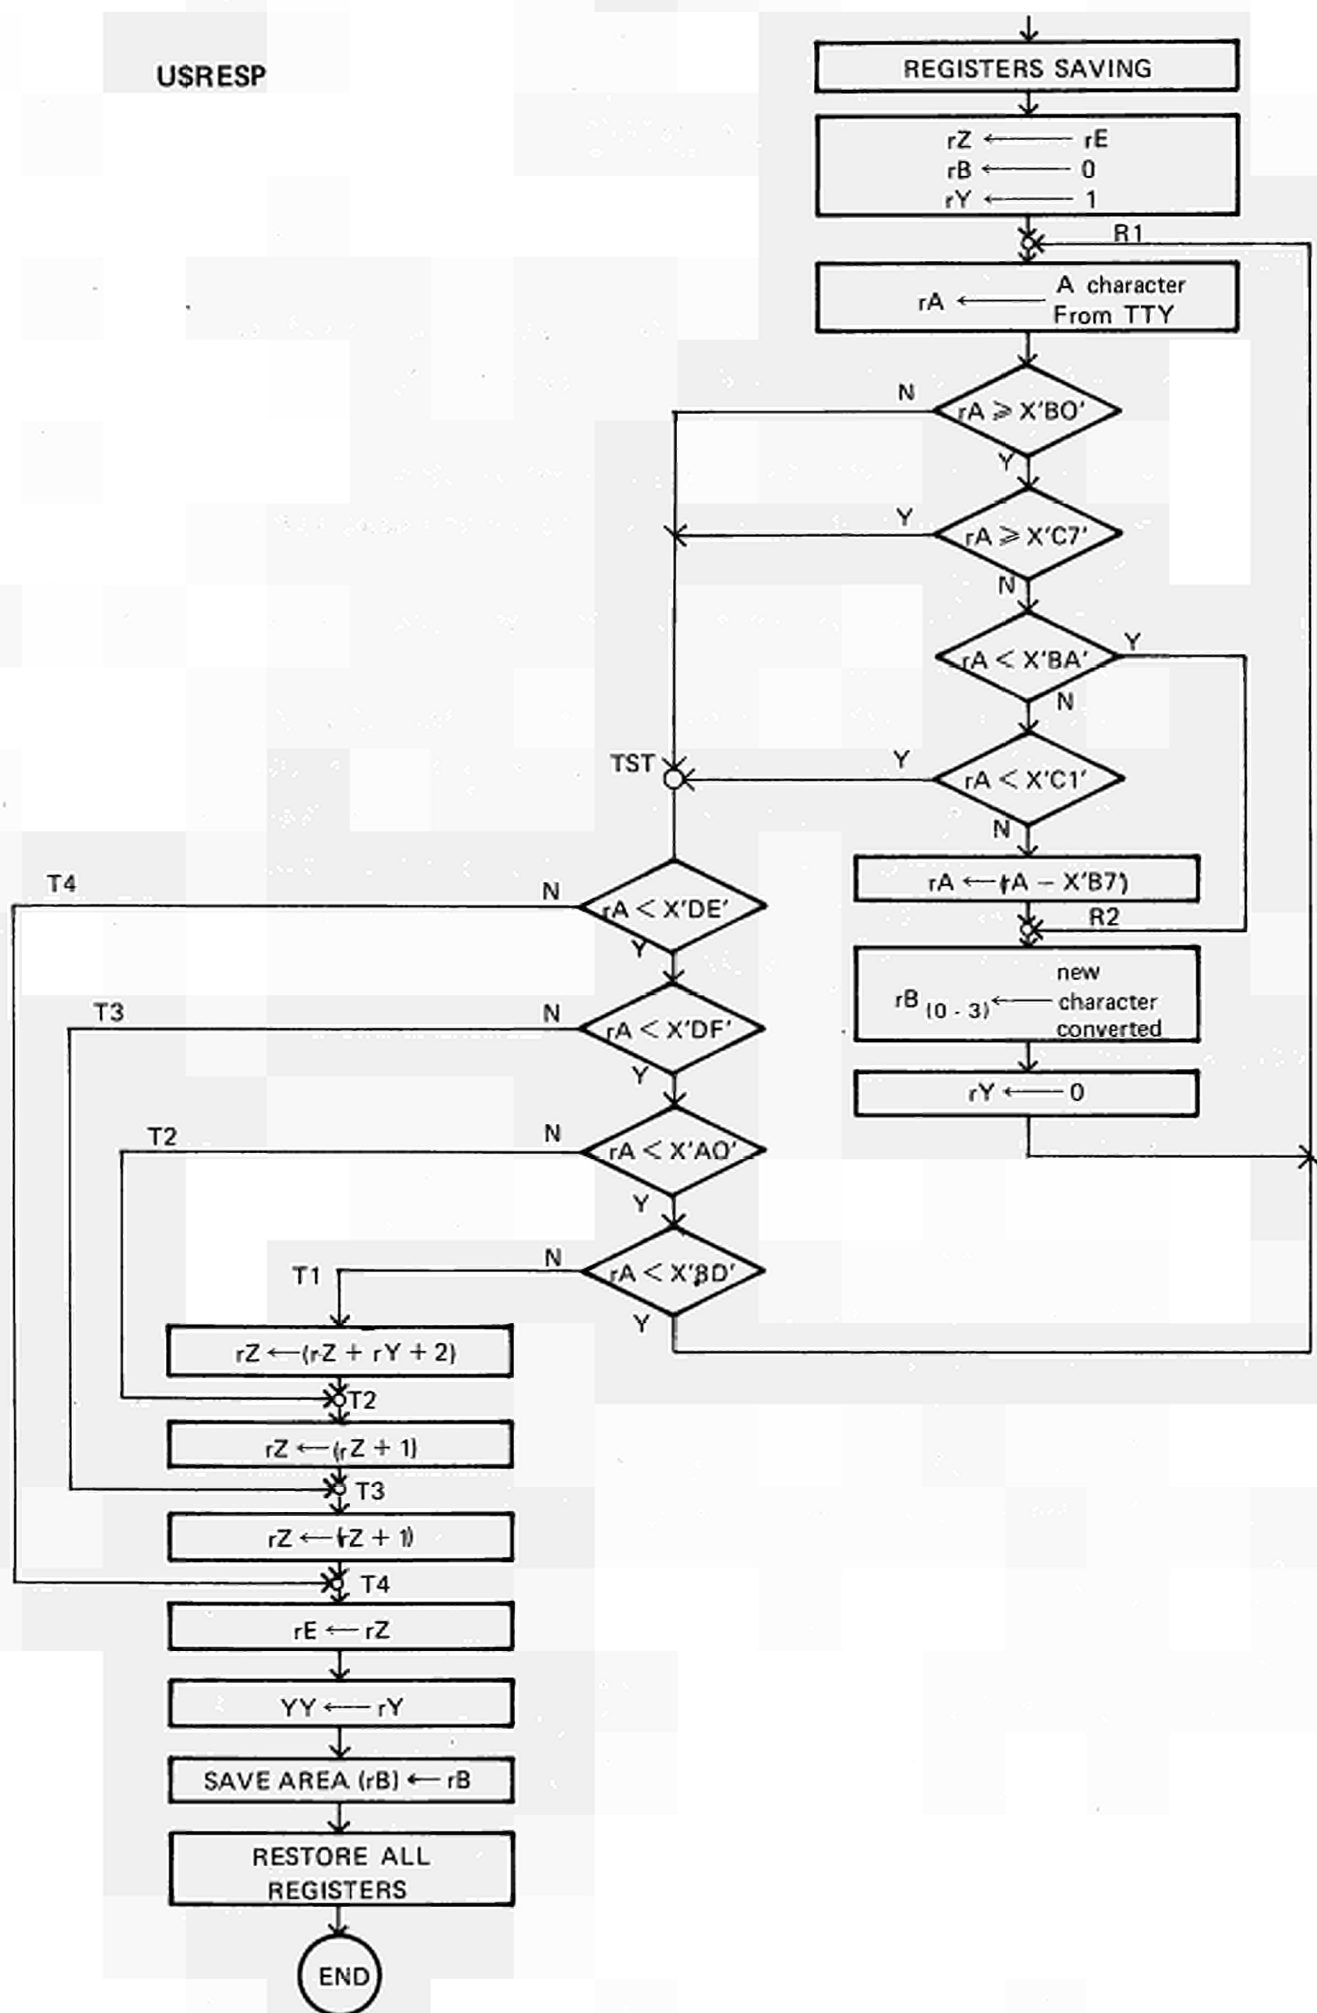 U$RESP
REGISTERS SAVING
rZ ← rE
rB ← 0
rY ← 1
R1
rA ← A character
From TTY
N
rA ⩾ X'BO'
Y
Y
rA ⩾ X'C7'
N
rA < X'BA'
Y
N
TST
Y
rA < X'C1'
N
rA ← (rA – X'B7')
R2
rB (0 - 3) ← new
character
converted
rY ← 0
T4
N
rA < X'DE'
Y
T3
N
rA < X'DF'
Y
T2
N
rA < X'AO'
Y
T1
N
rA < X'βD'
Y
rZ ← (rZ + rY + 2)
T2
rZ ← (rZ + 1)
T3
rZ ← (rZ + 1)
T4
rE ← rZ
YY ← rY
SAVE AREA (rB) ← rB
RESTORE ALL
REGISTERS
END